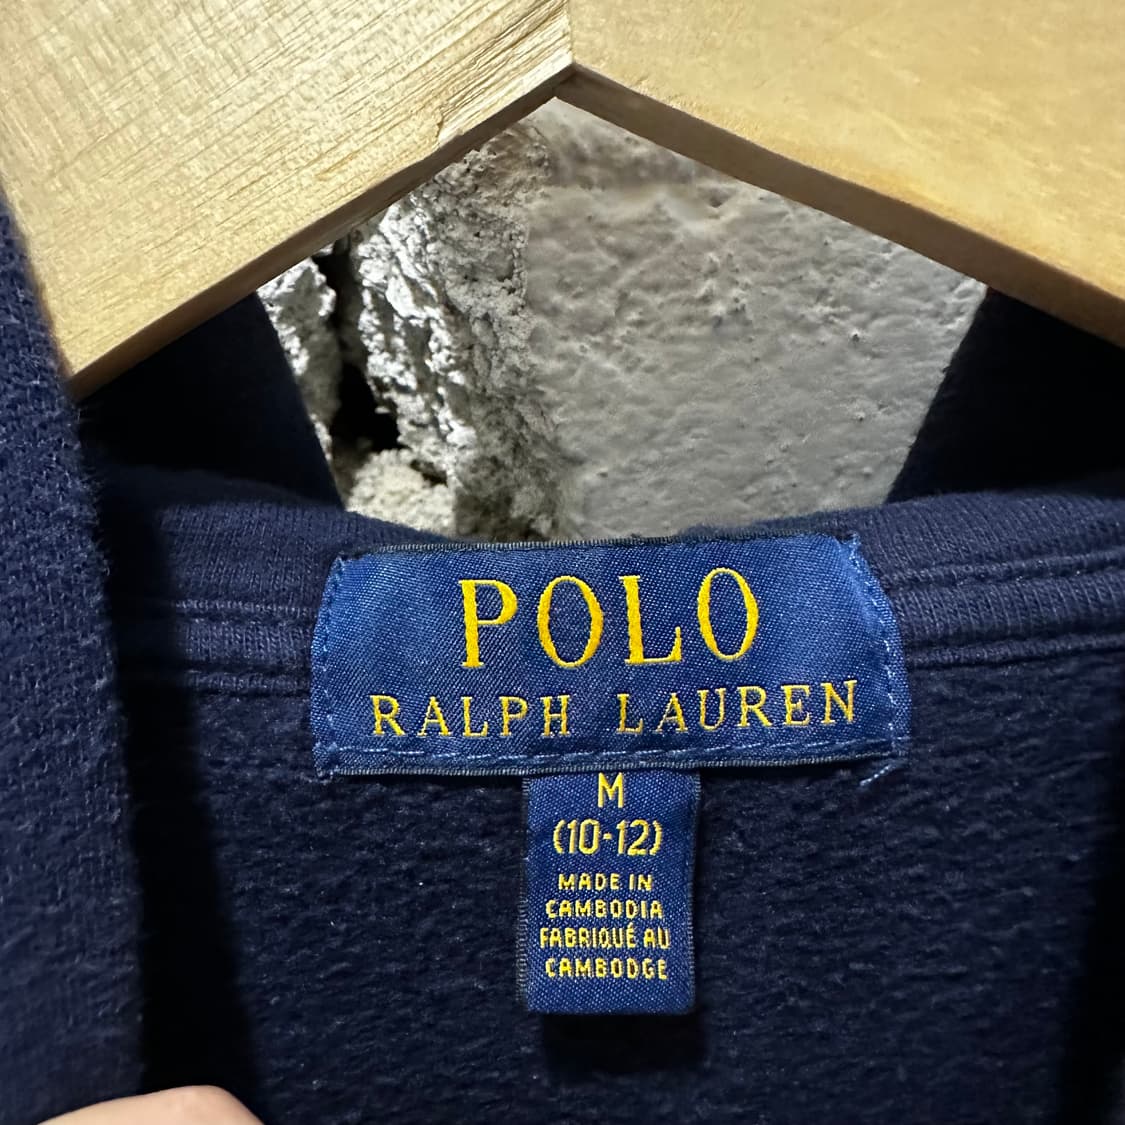 POLO
RALPH LAUREN
M
(10-12)
MADE IN
CAMBODIA
FABRIQUÉ AU
CAMBODGE